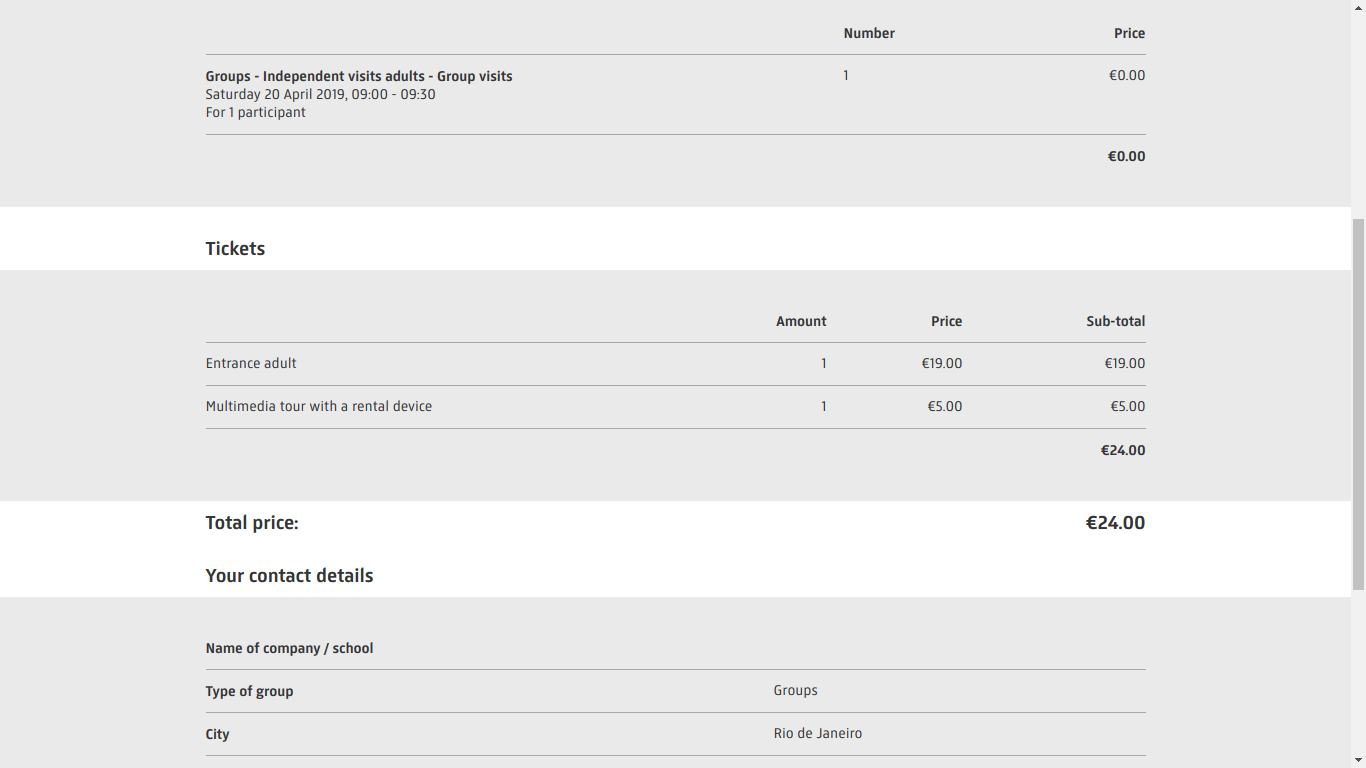 Number Price
Groups - Independent visits adults - Group visits 1 €0.00
Saturday 20 April 2019, 09:00 - 09:30
For 1 participant
€0.00
Tickets
Amount Price Sub-total
Entrance adult 1 €19.00 €19.00
Multimedia tour with a rental device 1 €5.00 €5.00
€24.00
Total price: €24.00
Your contact details
Name of company / school
Type of group Groups
City Rio de Janeiro